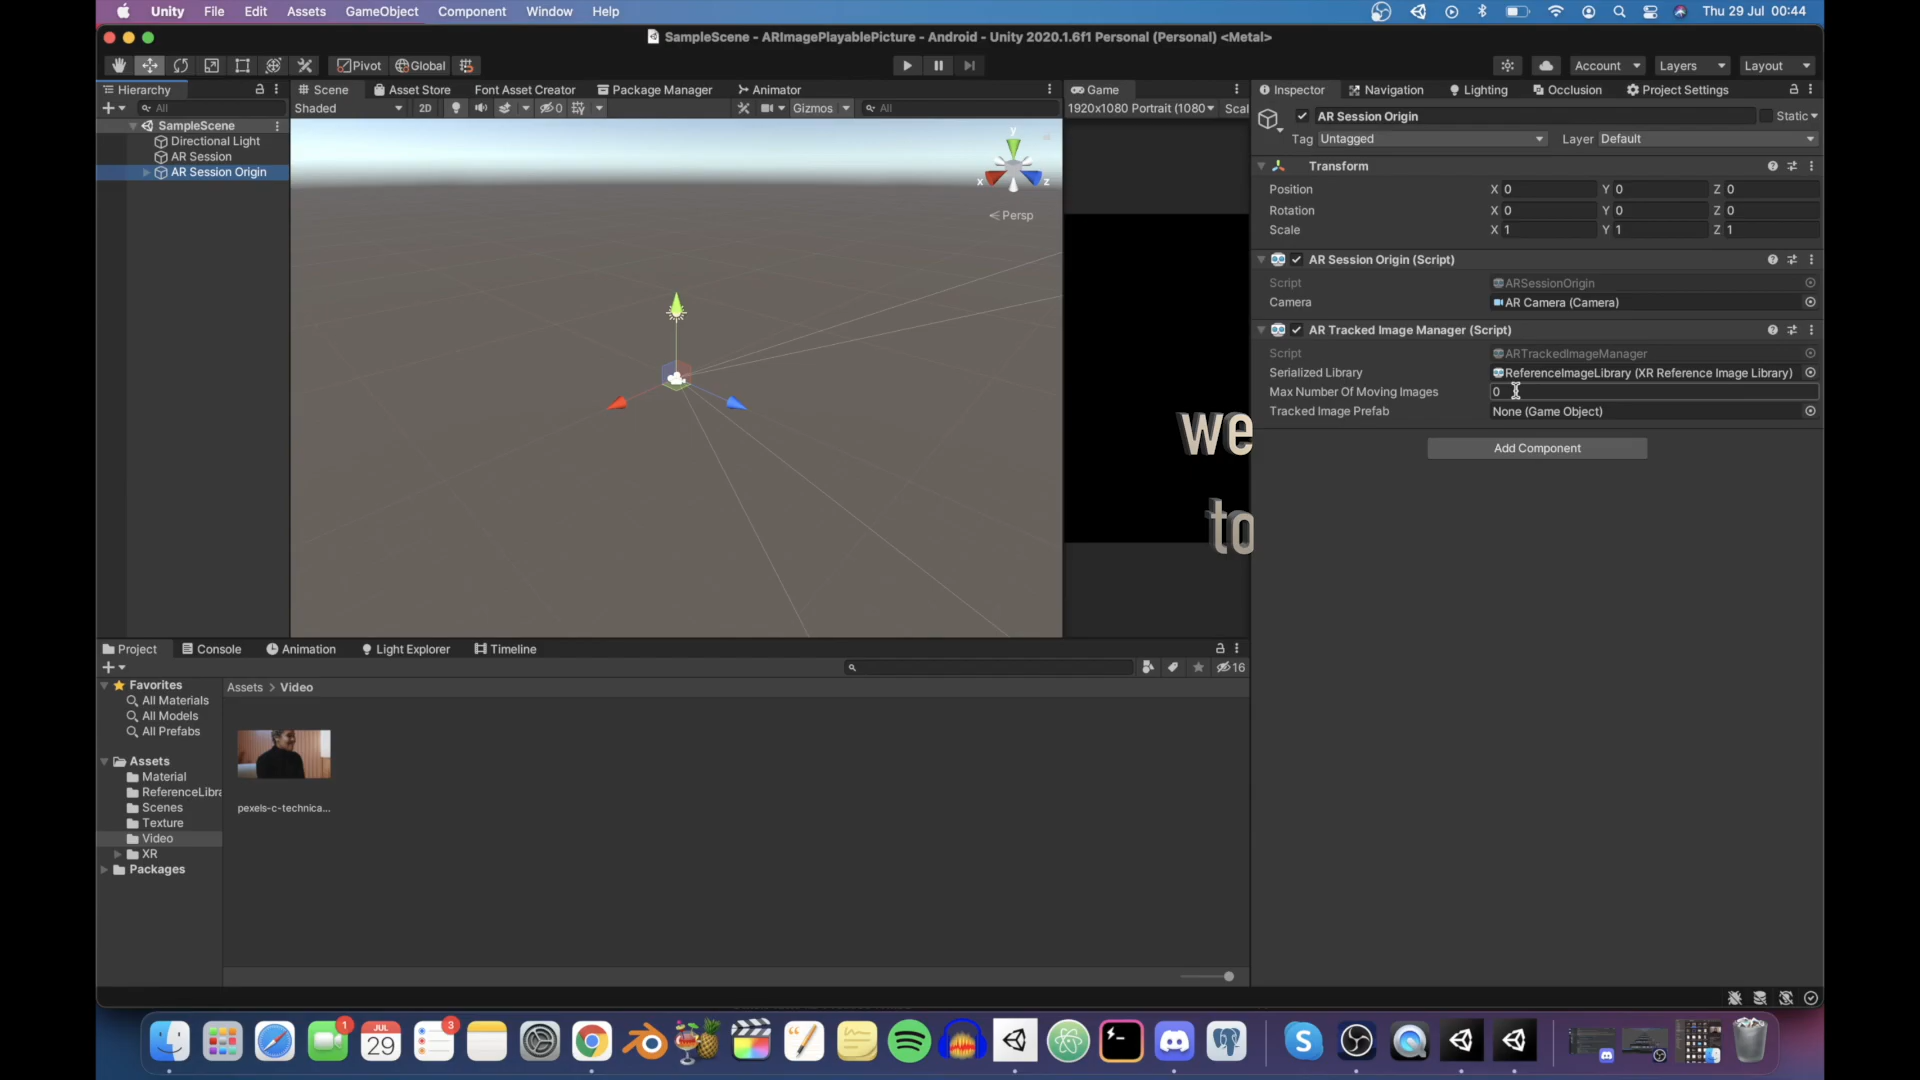 Unity File Edit Assets GameObject Component Window Help Thu 29 Jul 00:44
SampleScene - ARImagePlayablePicture - Android - Unity 2020.1.6f1 Personal (Personal) <Metal>
Pivot Global Account Layers Layout
Hierarchy
All
SampleScene
Directional Light
AR Session
AR Session Origin
Scene Asset Store Font Asset Creator Package Manager Animator
Shaded 2D 0 Gizmos All
y
x z
Persp
Game
1920x1080 Portrait (1080 Scal
we
to
Inspector Navigation Lighting Occlusion Project Settings
AR Session Origin Static
Tag Untagged Layer Default
Transform
Position X 0 Y 0 Z 0
Rotation X 0 Y 0 Z 0
Scale X 1 Y 1 Z 1
AR Session Origin (Script)
Script ARSessionOrigin
Camera AR Camera (Camera)
AR Tracked Image Manager (Script)
Script ARTrackedImageManager
Serialized Library ReferenceImageLibrary (XR Reference Image Library)
Max Number Of Moving Images 0
Tracked Image Prefab None (Game Object)
Add Component
Project Console Animation Light Explorer Timeline
16
Favorites
All Materials
All Models
All Prefabs
Assets
Material
ReferenceLibra
Scenes
Texture
Video
XR
Packages
Assets > Video
pexels-c-technica...
1
JUL
29
3